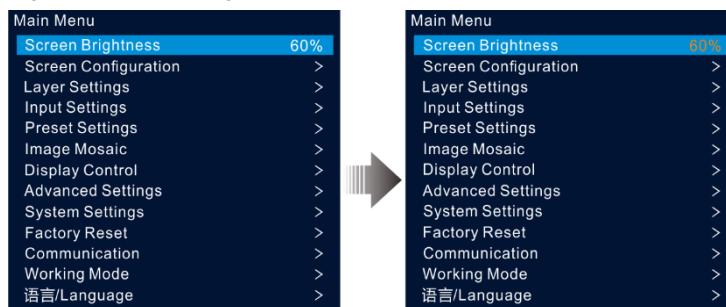 Main Menu
Screen Brightness 60%
Screen Configuration >
Layer Settings >
Input Settings >
Preset Settings >
Image Mosaic >
Display Control >
Advanced Settings >
System Settings >
Factory Reset >
Communication >
Working Mode >
语言/Language >
Main Menu
Screen Brightness 60%
Screen Configuration >
Layer Settings >
Input Settings >
Preset Settings >
Image Mosaic >
Display Control >
Advanced Settings >
System Settings >
Factory Reset >
Communication >
Working Mode >
语言/Language >